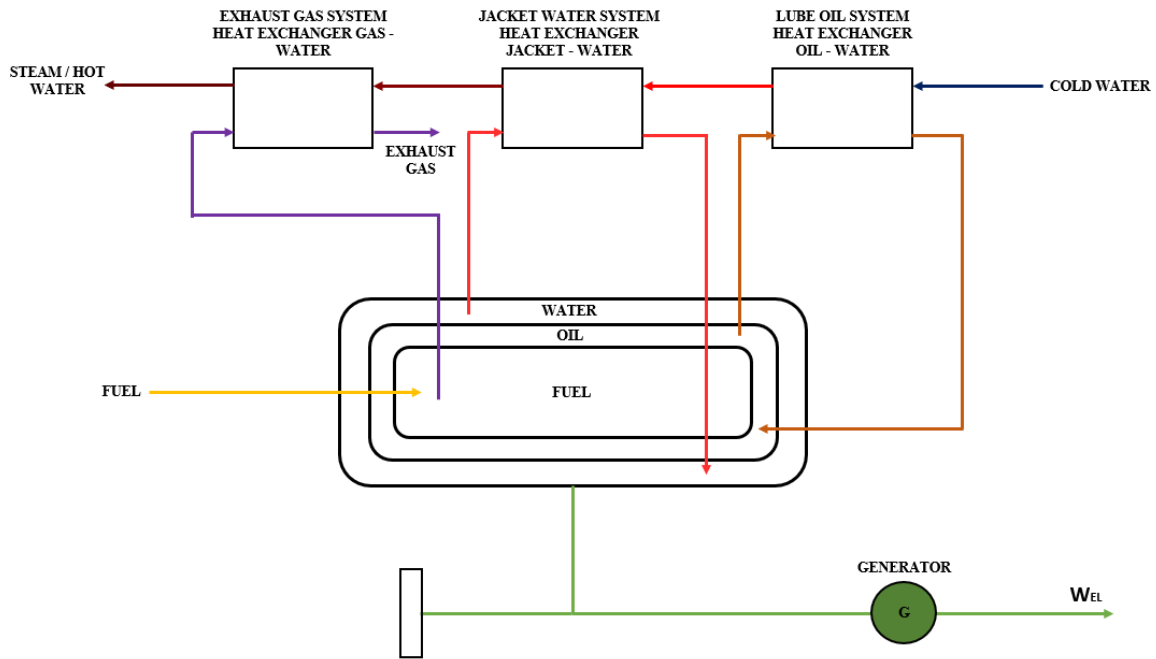 EXHAUST GAS SYSTEM
HEAT EXCHANGER GAS -
WATER
JACKET WATER SYSTEM
HEAT EXCHANGER
JACKET - WATER
LUBE OIL SYSTEM
HEAT EXCHANGER
OIL - WATER
STEAM / HOT
WATER
COLD WATER
EXHAUST
GAS
WATER
OIL
FUEL
FUEL
GENERATOR
G
WEL